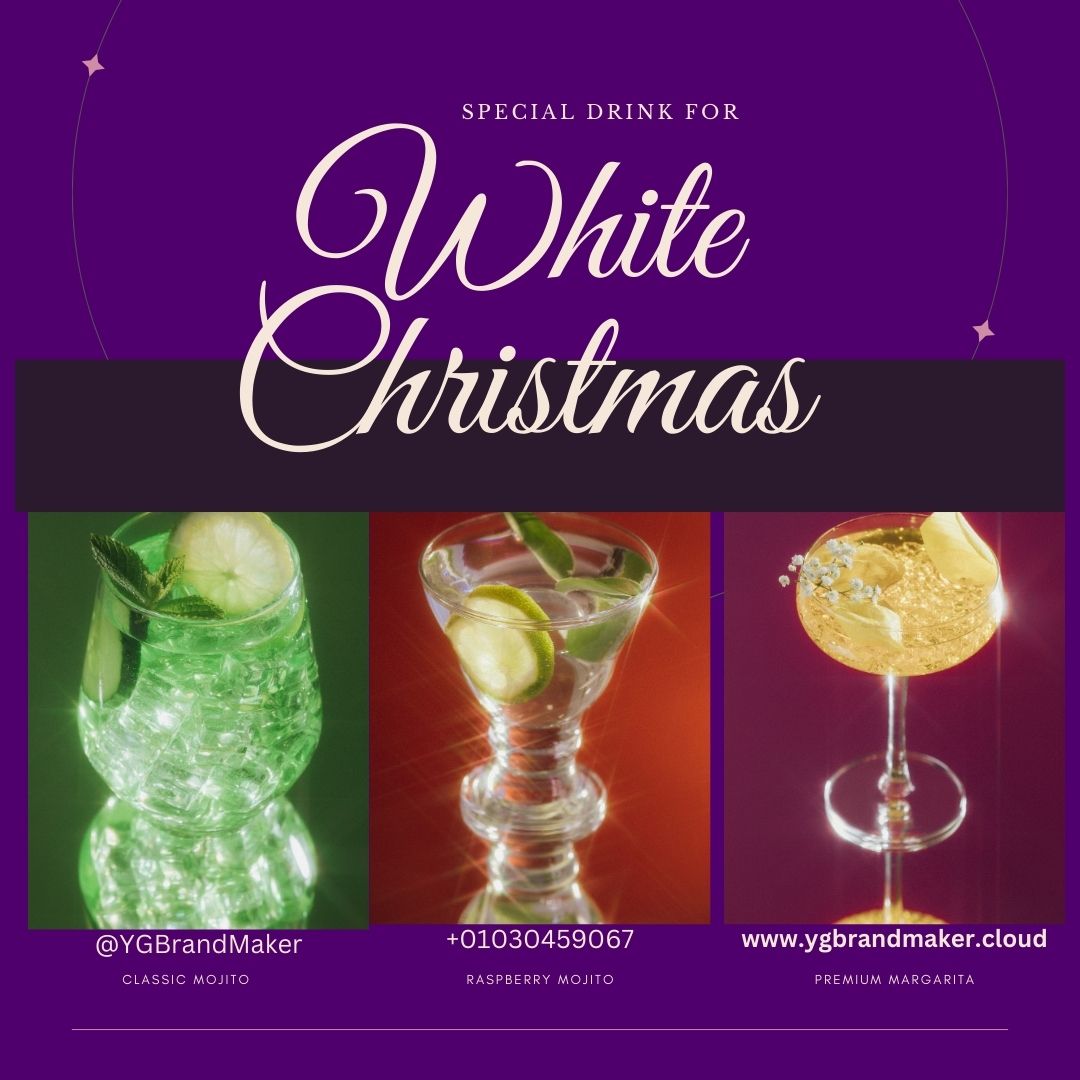 SPECIAL DRINK FOR
White
Christmas
@YGBrandMaker
+01030459067
www.ygbrandmaker.cloud
CLASSIC MOJITO
RASPBERRY MOJITO
PREMIUM MARGARITA